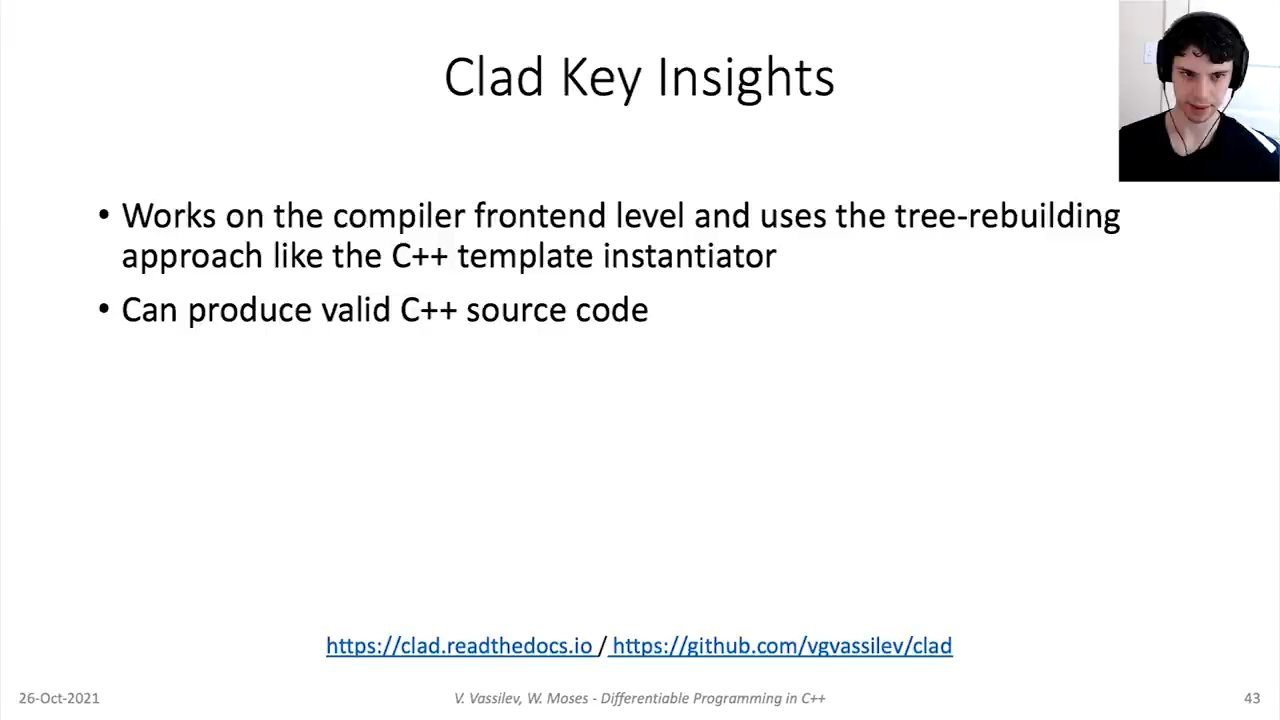 Clad Key Insights
• Works on the compiler frontend level and uses the tree-rebuilding
approach like the C++ template instantiator
• Can produce valid C++ source code
https://clad.readthedocs.io / https://github.com/vgvassilev/clad
26-Oct-2021
V. Vassilev, W. Moses - Differentiable Programming in C++
43